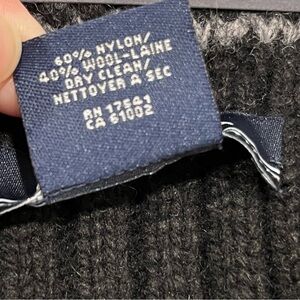 60% NYLON/
40% WOOL-LAINE
DRY CLEAN/
NETTOYER A SEC
RN 17541
CA 61002